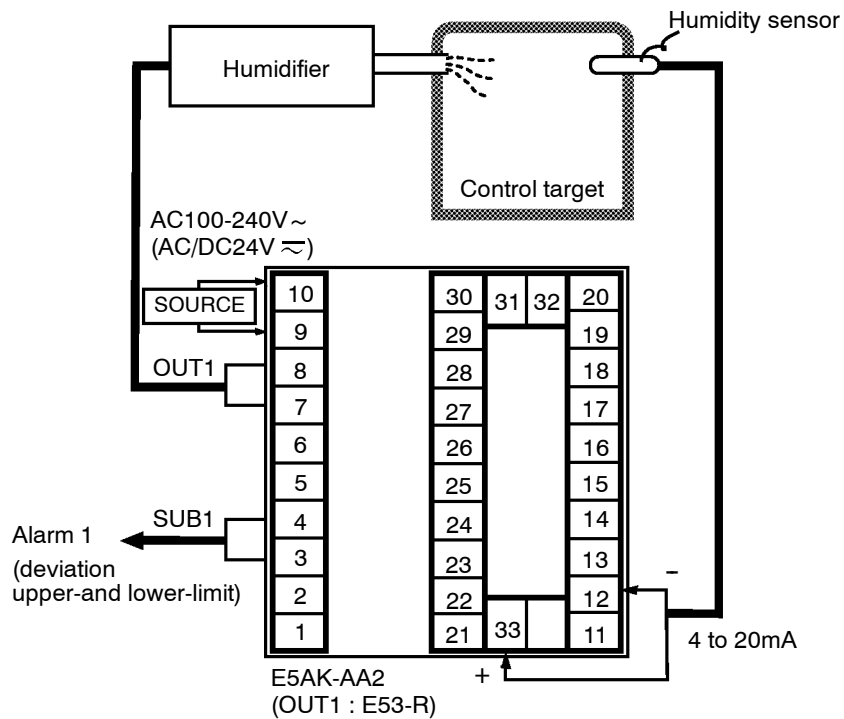 Humidity sensor
Humidifier
Control target
AC100-240V ~
(AC/DC24V ⎓~)
SOURCE
OUT1
SUB1
Alarm 1
(deviation
upper-and lower-limit)
10
9
8
7
6
5
4
3
2
1
30
29
28
27
26
25
24
23
22
21
31
32
33
20
19
18
17
16
15
14
13
12
11
−
+
4 to 20mA
E5AK-AA2
(OUT1 : E53-R)